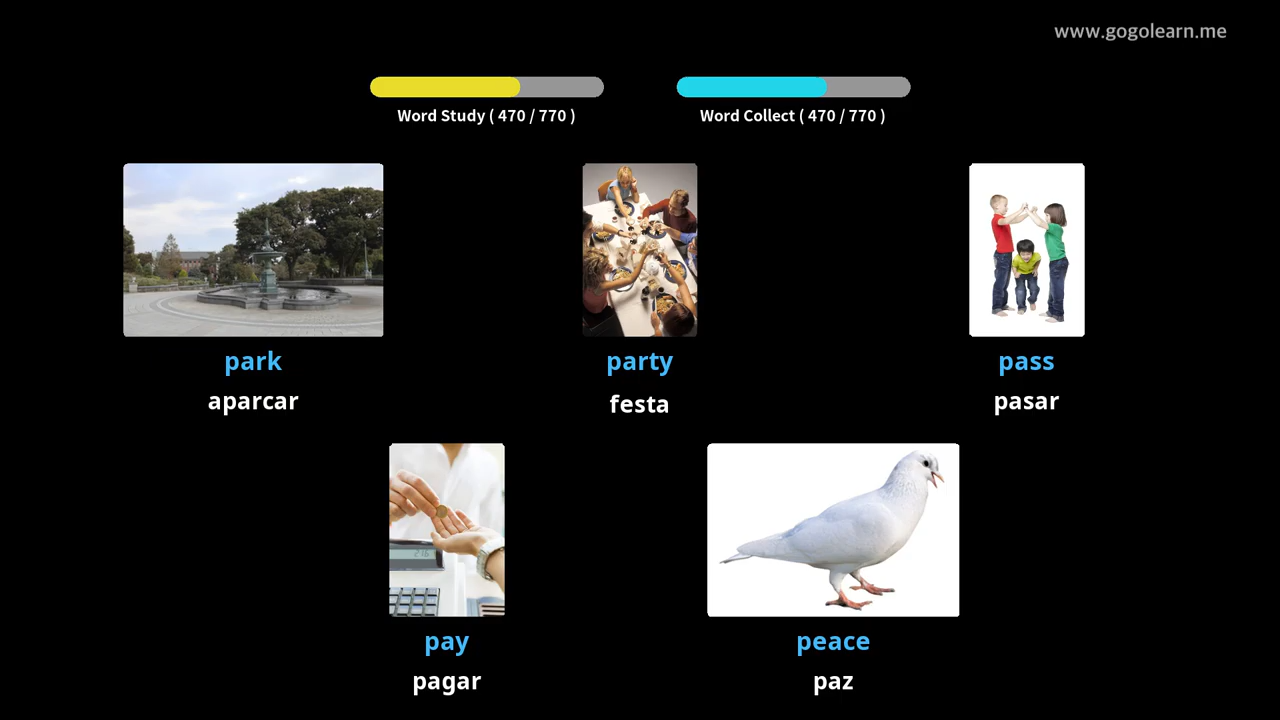 www.gogolearn.me
Word Study ( 470 / 770 )
Word Collect ( 470 / 770 )
park
aparcar
party
festa
pass
pasar
pay
pagar
peace
paz